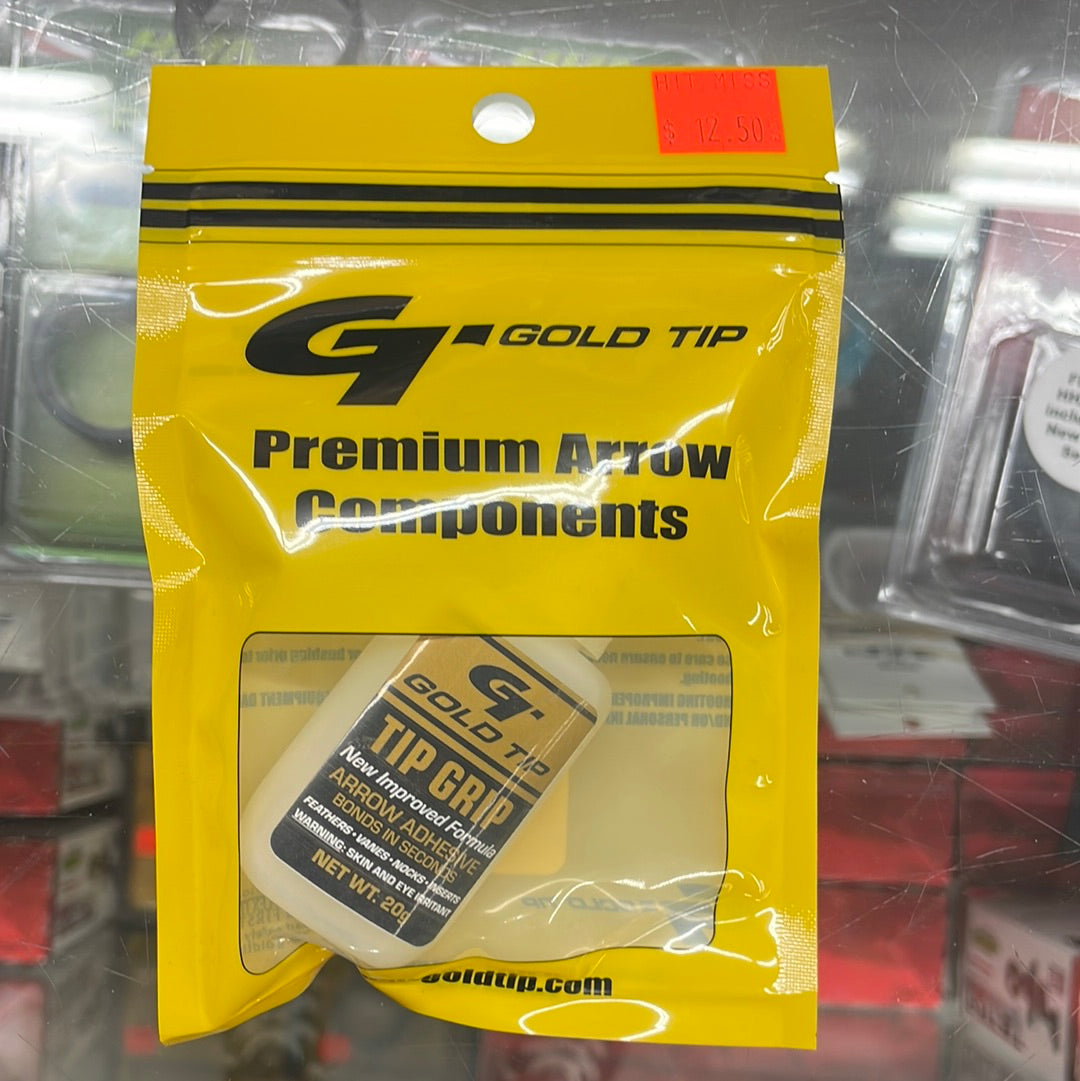 HIT MISS
$ 12.50
GT GOLD TIP
Premium Arrow
Components
GT
GOLD TIP
TIP GRIP
New Improved Formula
ARROW ADHESIVE
BONDS IN SECONDS
FEATHERS • VANES • NOCKS • INSERTS
WARNING: SKIN AND EYE IRRITANT
NET WT. 20g
goldtip.com